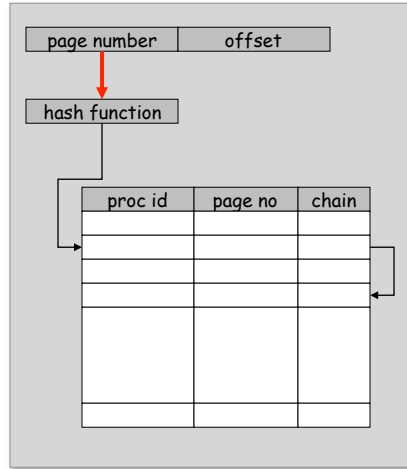 page number offset
hash function
proc id page no chain